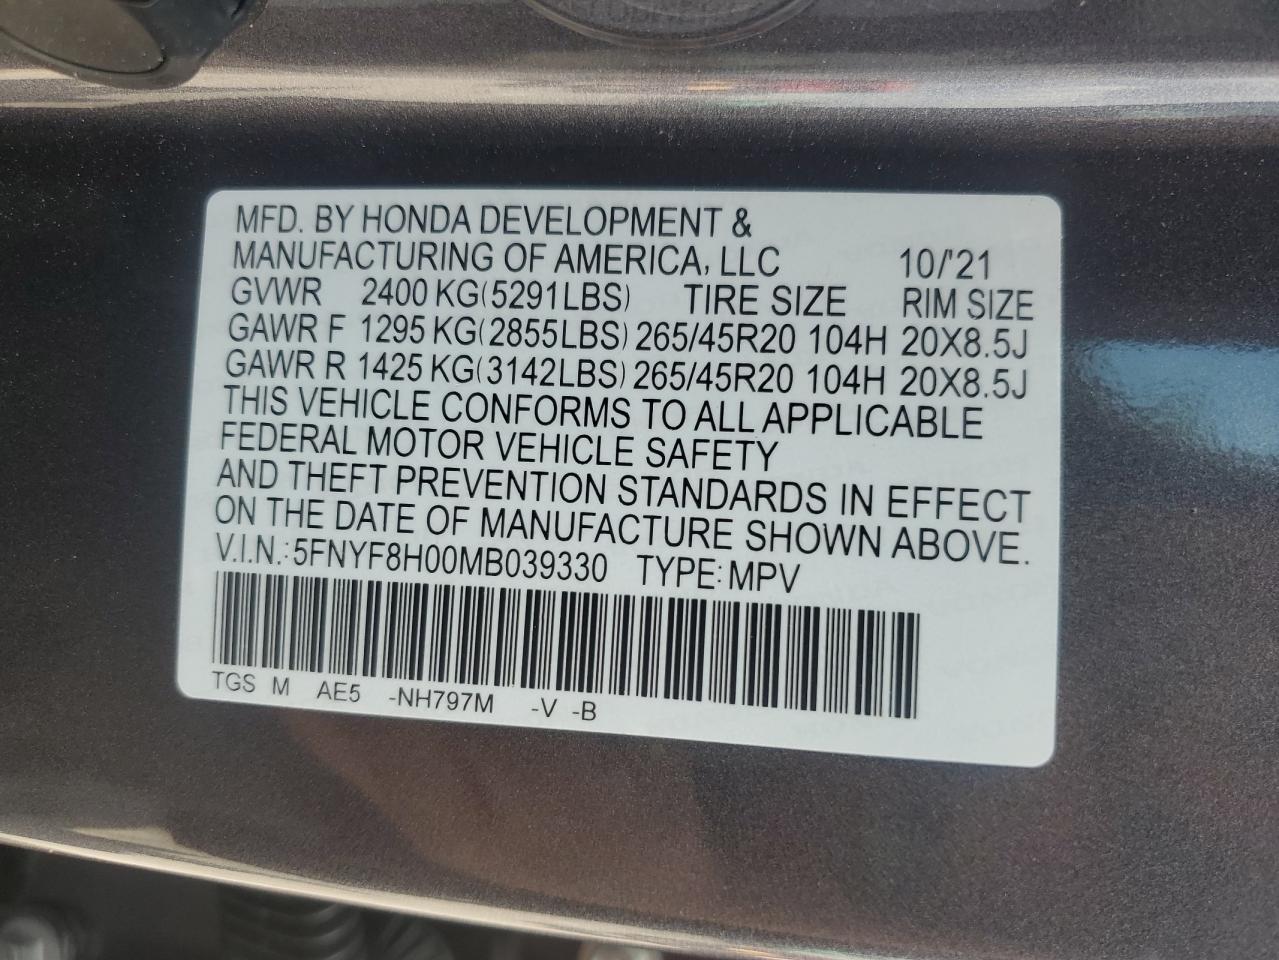 MFD. BY HONDA DEVELOPMENT &
MANUFACTURING OF AMERICA, LLC 10/'21
GVWR 2400 KG(5291LBS) TIRE SIZE RIM SIZE
GAWR F 1295 KG(2855LBS) 265/45R20 104H 20X8.5J
GAWR R 1425 KG(3142LBS) 265/45R20 104H 20X8.5J
THIS VEHICLE CONFORMS TO ALL APPLICABLE
FEDERAL MOTOR VEHICLE SAFETY
AND THEFT PREVENTION STANDARDS IN EFFECT
ON THE DATE OF MANUFACTURE SHOWN ABOVE.
V.I.N.: 5FNYF8H00MB039330 TYPE: MPV
TGS M AE5 -NH797M -V -B